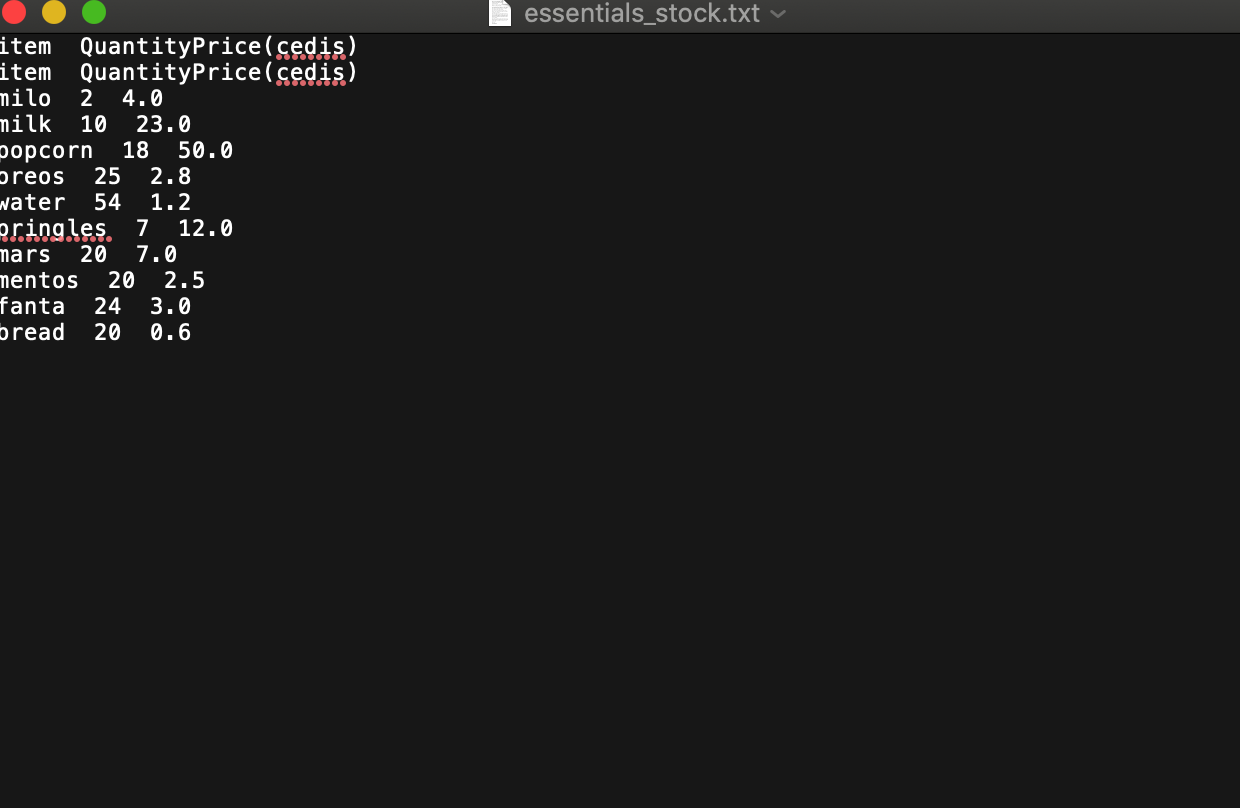 essentials_stock.txt
item QuantityPrice(cedis)
item QuantityPrice(cedis)
milo 2 4.0
milk 10 23.0
popcorn 18 50.0
oreos 25 2.8
water 54 1.2
pringles 7 12.0
mars 20 7.0
mentos 20 2.5
fanta 24 3.0
bread 20 0.6